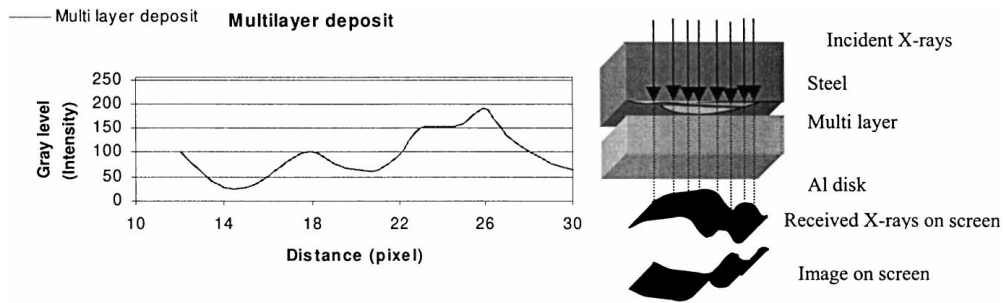 Multi layer deposit
Multilayer deposit
250
200
150
100
50
0
Gray level
(Intensity)
10 14 18 22 26 30
Distance (pixel)
Incident X-rays
Steel
Multi layer
Al disk
Received X-rays on screen
Image on screen